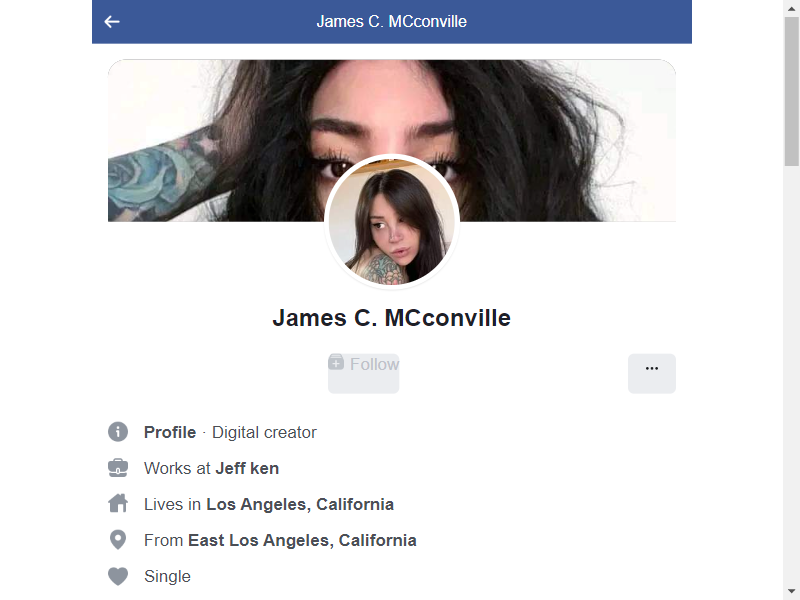 James C. MCconville
James C. MCconville
Follow
Profile · Digital creator
Works at Jeff ken
Lives in Los Angeles, California
From East Los Angeles, California
Single